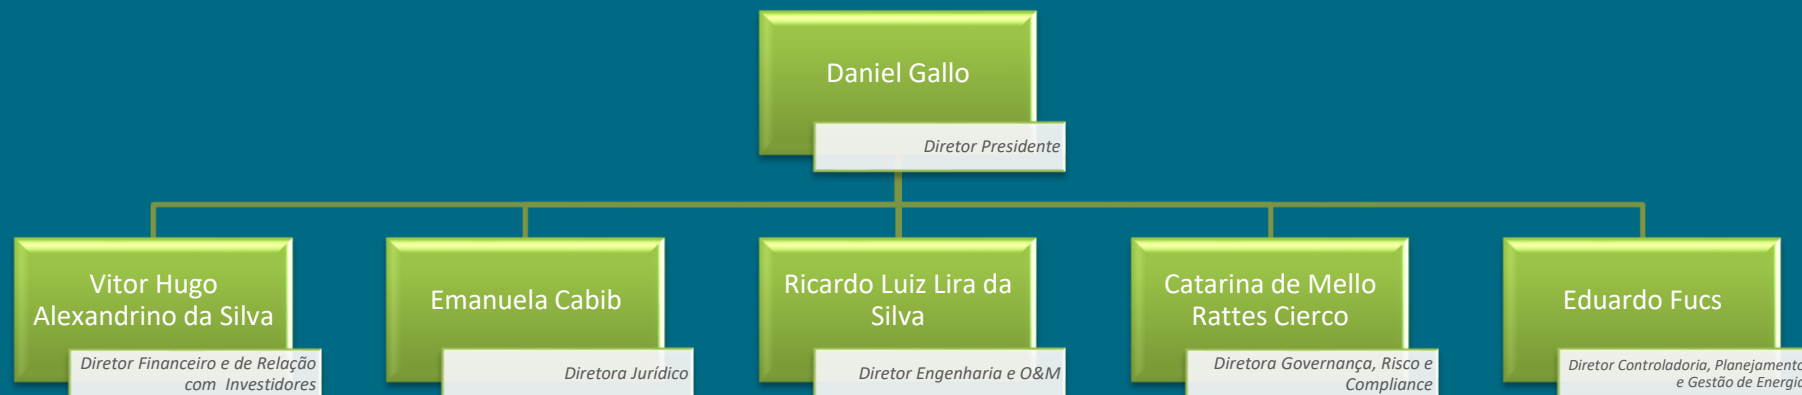 Daniel Gallo
Diretor Presidente
Vitor Hugo
Alexandrino da Silva
Diretor Financeiro e de Relação
com Investidores
Emanuela Cabib
Diretora Jurídico
Ricardo Luiz Lira da
Silva
Diretor Engenharia e O&M
Catarina de Mello
Rattes Cierco
Diretora Governança, Risco e
Compliance
Eduardo Fucs
Diretor Controladoria, Planejamento
e Gestão de Energia